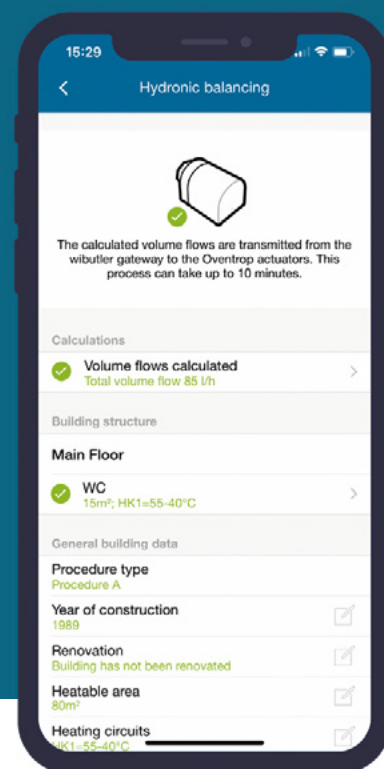 15:29
Hydronic balancing
The calculated volume flows are transmitted from the
wibutler gateway to the Oventrop actuators. This
process can take up to 10 minutes.
Calculations
Volume flows calculated
Total volume flow 85 l/h
Building structure
Main Floor
WC
15m²; HK1=55-40°C
General building data
Procedure type
Procedure A
Year of construction
1989
Renovation
Building has not been renovated
Heatable area
80m²
Heating circuits
HK1=55-40°C